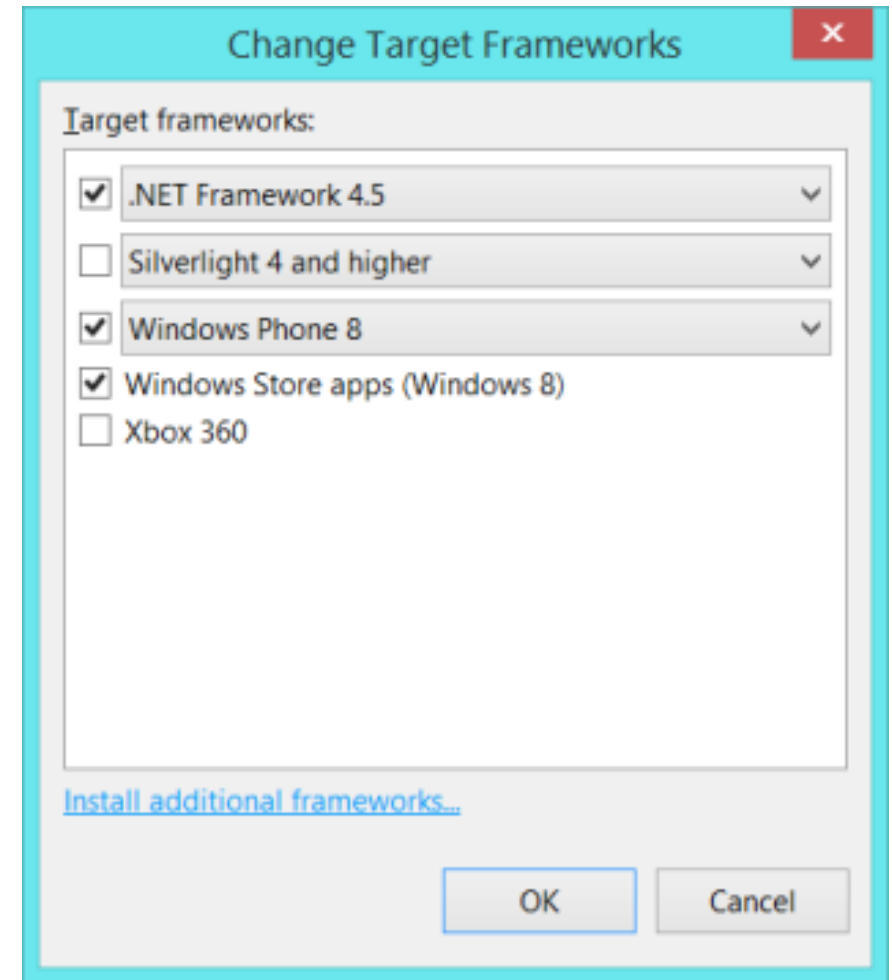 Change Target Frameworks
Target frameworks:
.NET Framework 4.5
Silverlight 4 and higher
Windows Phone 8
Windows Store apps (Windows 8)
Xbox 360
Install additional frameworks...
OK Cancel